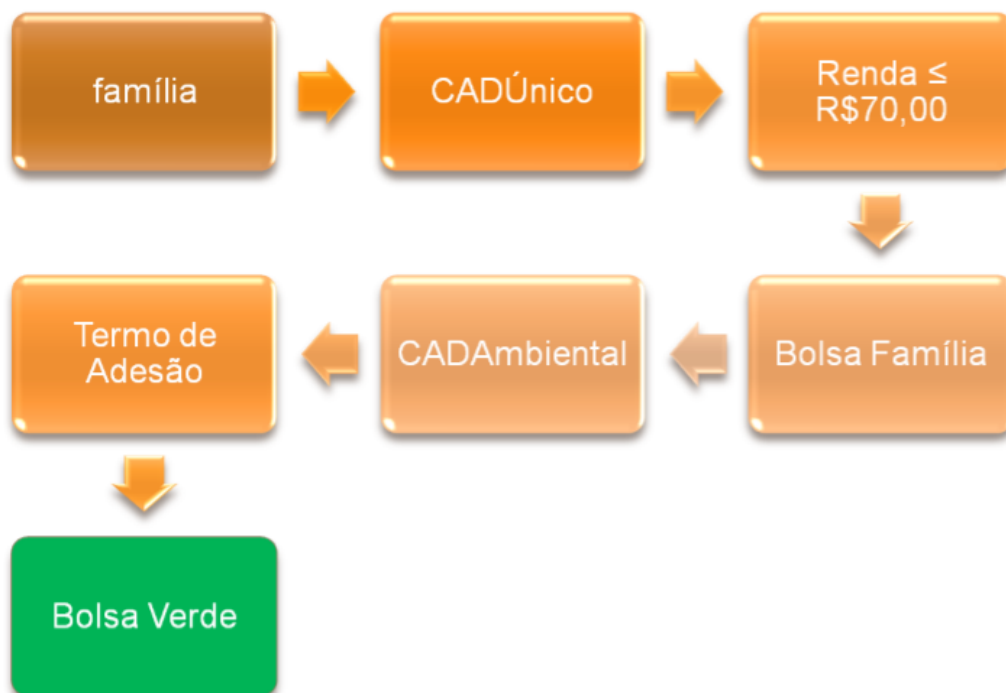 família
CADÚnico
Renda ≤
R$70,00
Bolsa Família
CADAmbiental
Termo de
Adesão
Bolsa Verde